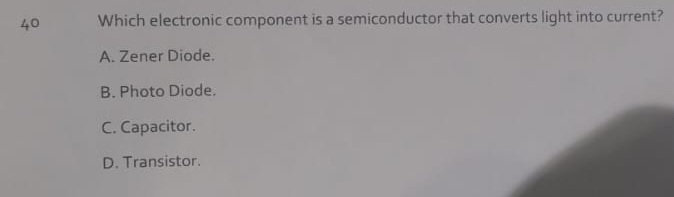 40 Which electronic component is a semiconductor that converts light into current?
A. Zener Diode.
B. Photo Diode.
C. Capacitor.
D. Transistor.